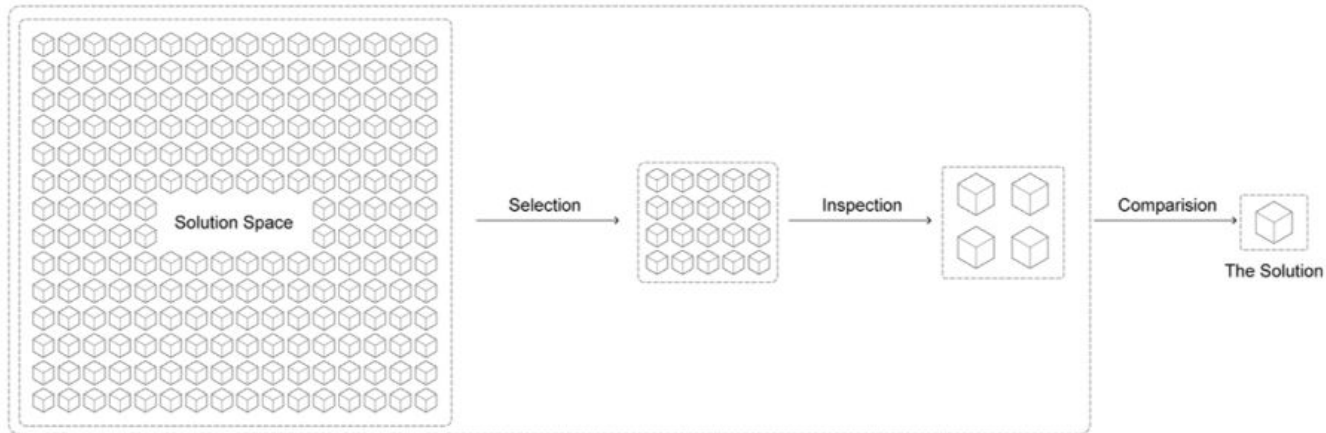 Solution Space
Selection
Inspection
Comparision
The Solution